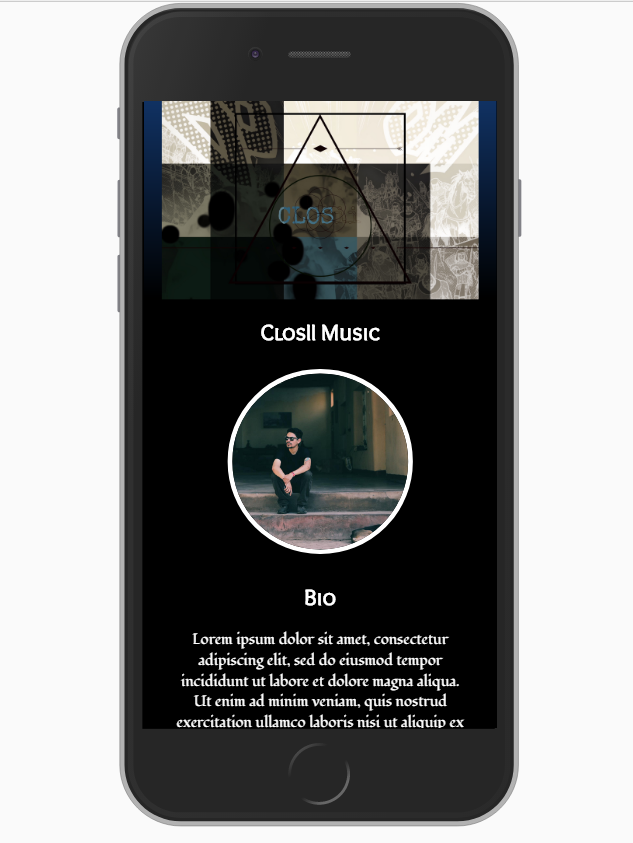 CLOS
Closll Music
Bio
Lorem ipsum dolor sit amet, consectetur
adipiscing elit, sed do eiusmod tempor
incididunt ut labore et dolore magna aliqua.
Ut enim ad minim veniam, quis nostrud
exercitation ullamco laboris nisi ut aliquip ex